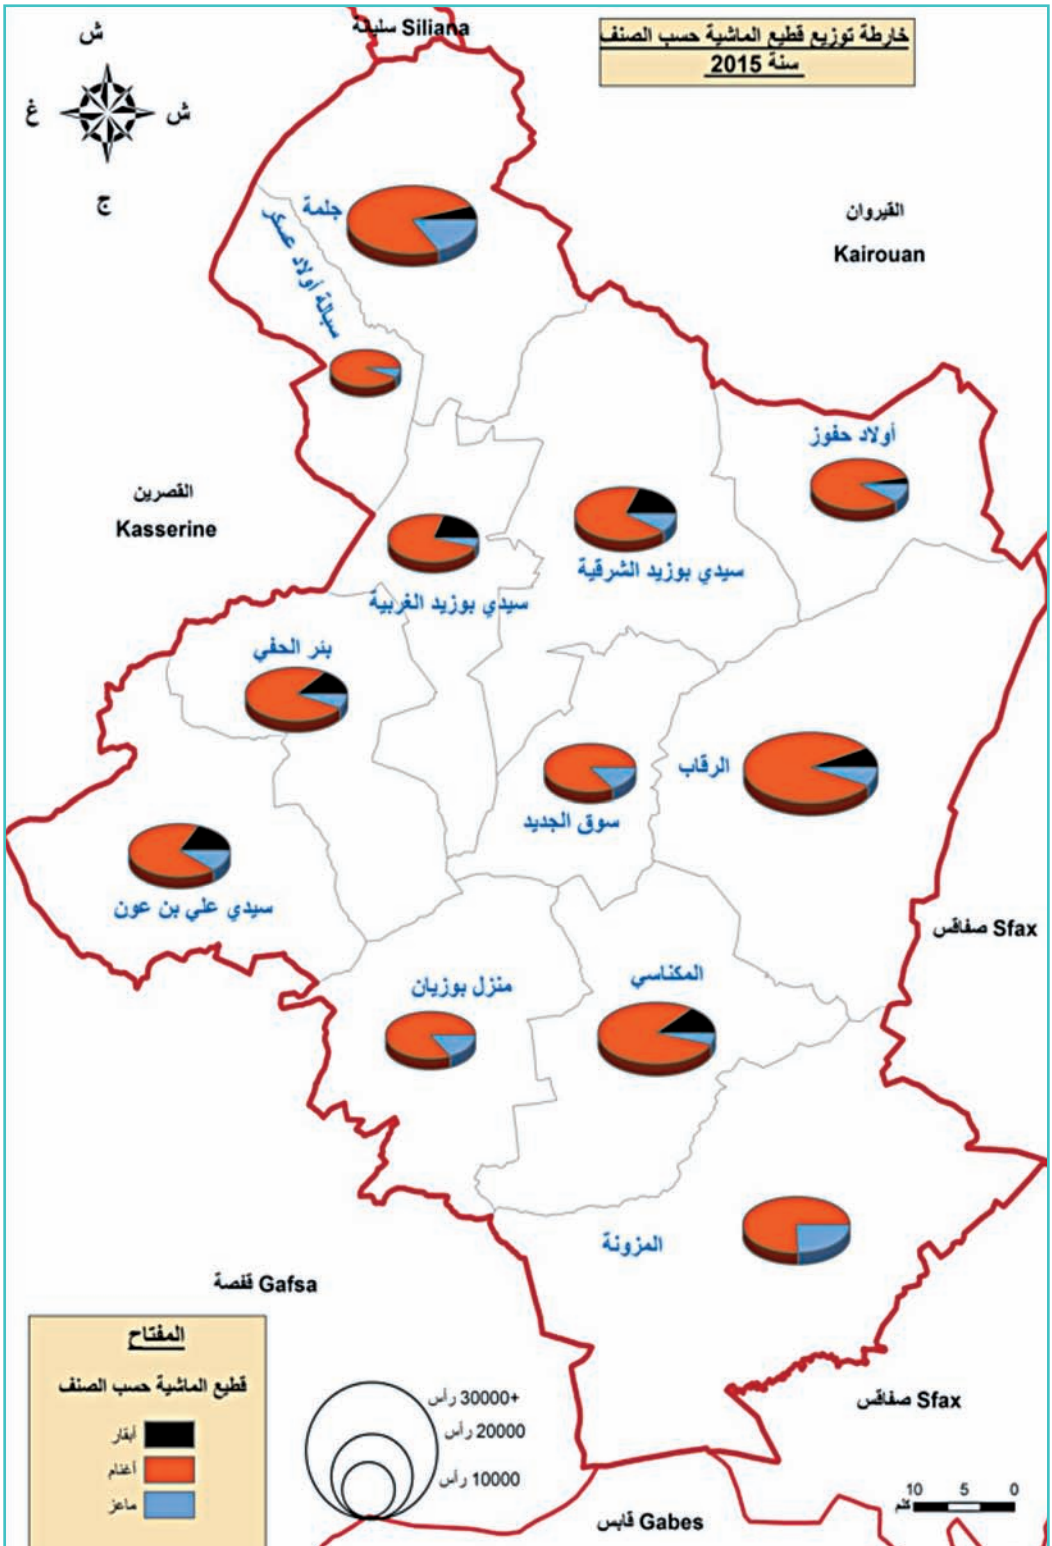 خارطة توزيع قطيع الماشية حسب الصنف
سنة 2015
ش
غ
ش
ج
سليانة Siliana
القيروان
Kairouan
جلمة
سبالة أولاد عسكر
أولاد حفوز
القصرين
Kasserine
سيدي بوزيد الشرقية
سيدي بوزيد الغربية
بئر الحفي
الرقاب
سوق الجديد
سيدي علي بن عون
صفاقس Sfax
المكناسي
منزل بوزيان
المزونة
قفصة Gafsa
المفتاح
قطيع الماشية حسب الصنف
أبقار
أغنام
ماعز
+30000 رأس
20000 رأس
10000 رأس
صفاقس Sfax
10 5 0
كلم
قابس Gabes